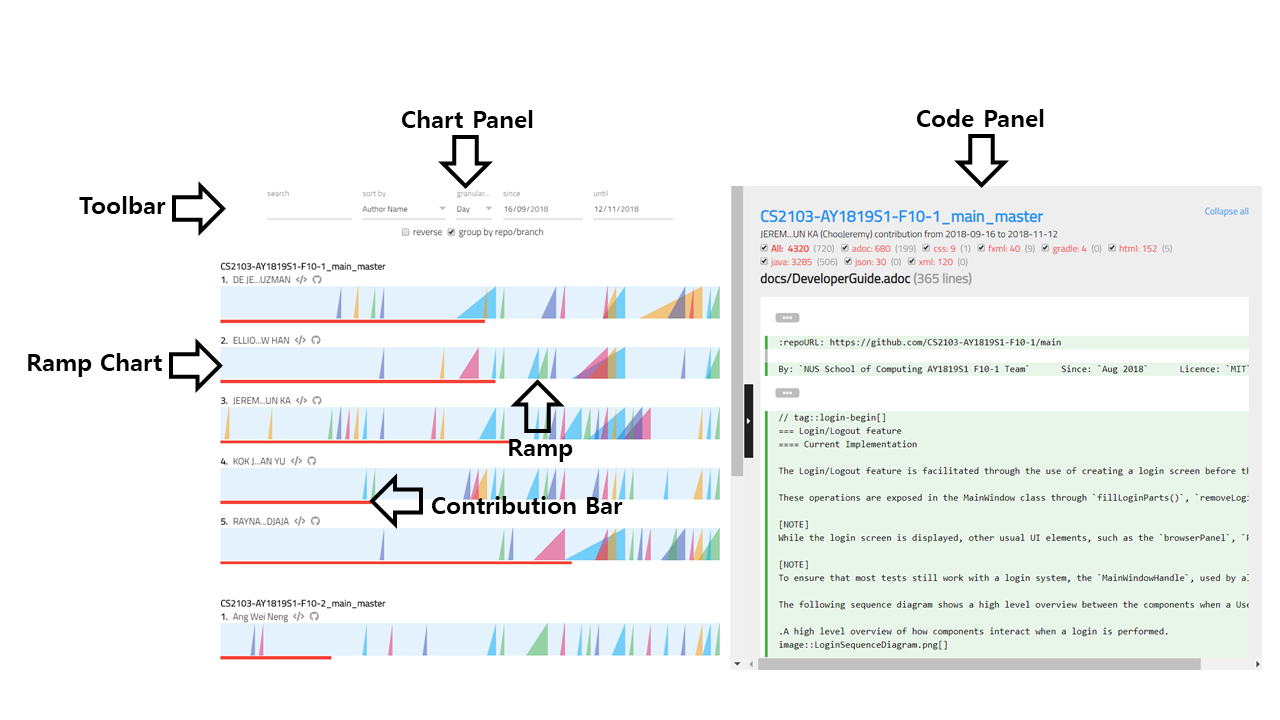 Chart Panel
Code Panel
Toolbar
search
sort by
granular...
since
until
Author Name
Day
16/09/2018
12/11/2018
reverse
group by repo/branch
CS2103-AY1819S1-F10-1_main_master
1. DE JE...UZMAN </>
Ramp Chart
2. ELLIO...W HAN </>
3. JEREM...UN KA </>
Ramp
4. KOK J...AN YU </>
Contribution Bar
5. RAYNA...DJAJA </>
CS2103-AY1819S1-F10-2_main_master
1. Ang Wei Neng </>
CS2103-AY1819S1-F10-1_main_master
Collapse all
JEREM...UN KA (ChooJeremy) contribution from 2018-09-16 to 2018-11-12
All: 4320 (720) adoc: 680 (199) css: 9 (1) fxml: 40 (9) gradle: 4 (0) html: 152 (5)
java: 3285 (506) json: 30 (0) xml: 120 (0)
docs/DeveloperGuide.adoc (365 lines)
:repoURL: https://github.com/CS2103-AY1819S1-F10-1/main
By: `NUS School of Computing AY1819S1 F10-1 Team` Since: `Aug 2018` Licence: `MIT`
// tag::login-begin[]
=== Login/Logout feature
==== Current Implementation
The Login/Logout feature is facilitated through the use of creating a login screen before th
These operations are exposed in the MainWindow class through `fillLoginParts()`, `removeLogi
[NOTE]
While the login screen is displayed, other usual UI elements, such as the `browserPanel`,
[NOTE]
To ensure that most tests still work with a login system, the `MainWindowHandle`, used by al
The following sequence diagram shows a high level overview between the components when a Use
.A high level overview of how components interact when a login is performed.
image::LoginSequenceDiagram.png[]